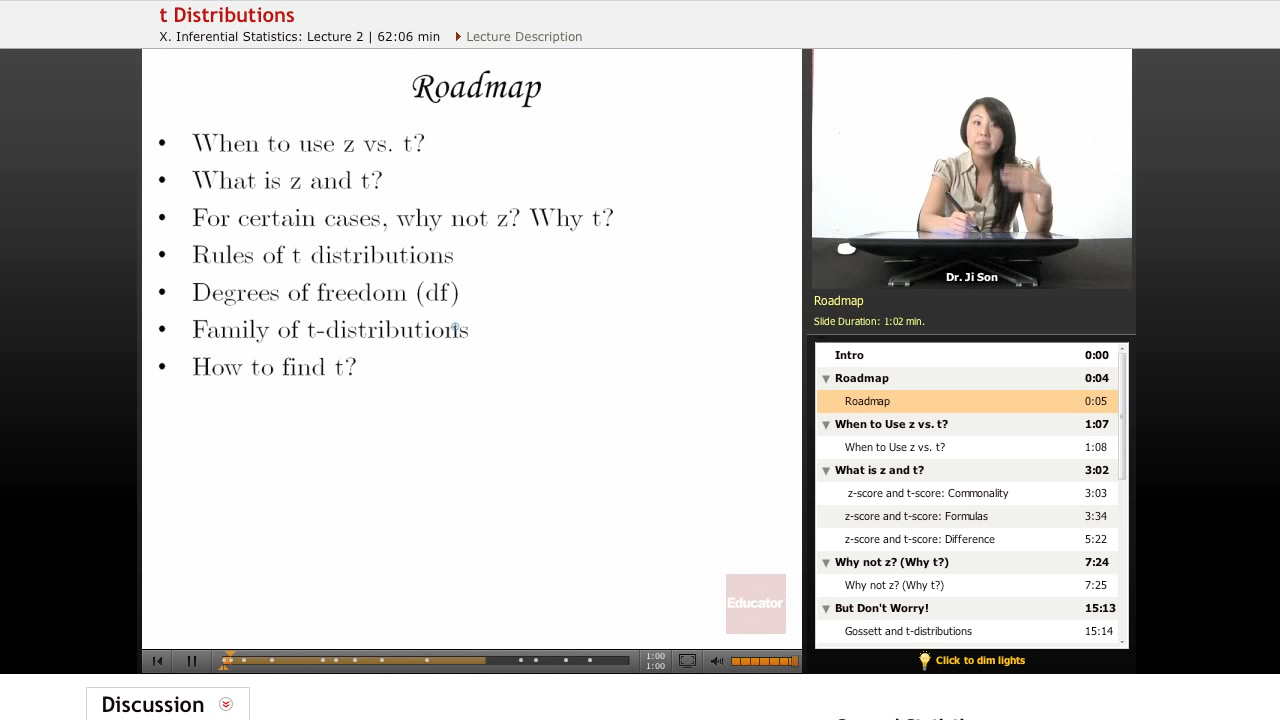 t Distributions
X. Inferential Statistics: Lecture 2 | 62:06 min Lecture Description
Roadmap
• When to use z vs. t?
• What is z and t?
• For certain cases, why not z? Why t?
• Rules of t distributions
• Degrees of freedom (df)
• Family of t-distributions
• How to find t?
Educator
1:00
1:00
Dr. Ji Son
Roadmap
Slide Duration: 1:02 min.
Intro 0:00
Roadmap 0:04
Roadmap 0:05
When to Use z vs. t? 1:07
When to Use z vs. t? 1:08
What is z and t? 3:02
z-score and t-score: Commonality 3:03
z-score and t-score: Formulas 3:34
z-score and t-score: Difference 5:22
Why not z? (Why t?) 7:24
Why not z? (Why t?) 7:25
But Don't Worry! 15:13
Gossett and t-distributions 15:14
Click to dim lights
Discussion